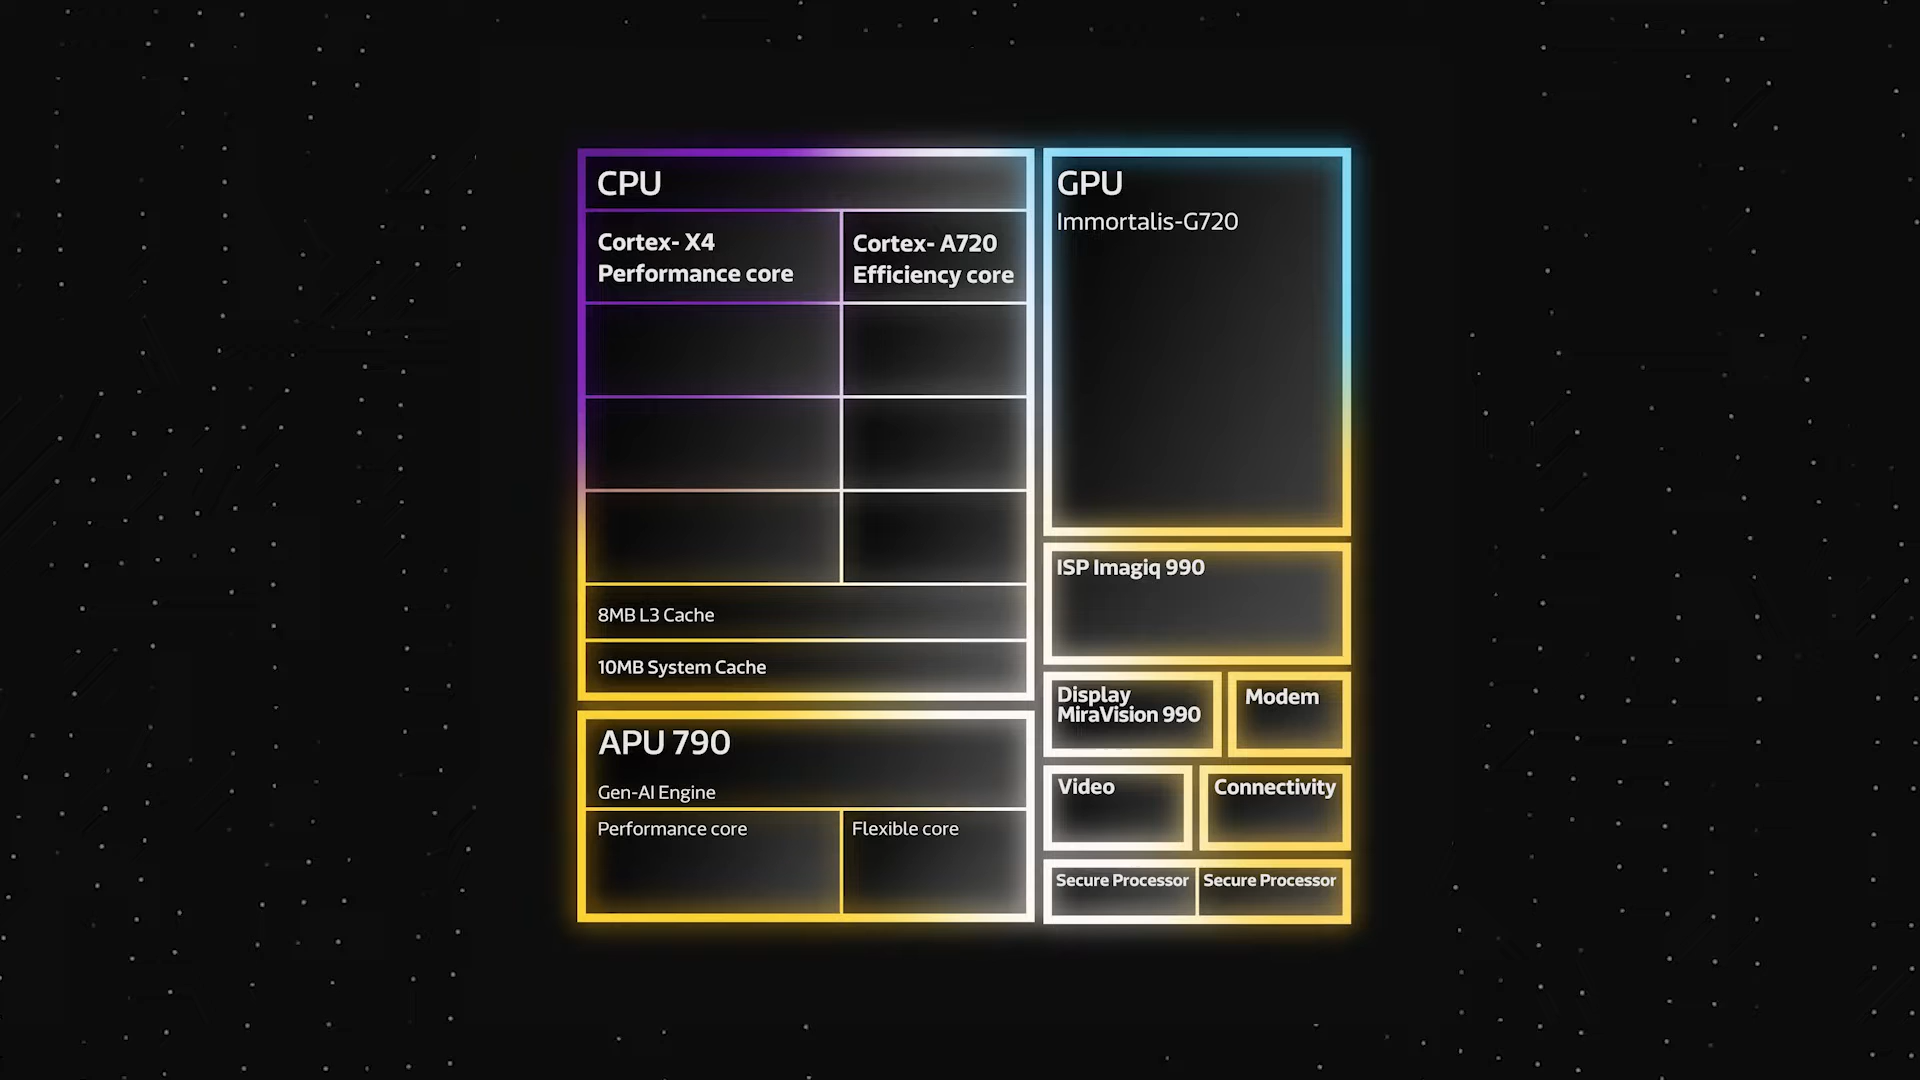 CPU
Cortex- X4
Performance core
Cortex- A720
Efficiency core
8MB L3 Cache
10MB System Cache
APU 790
Gen-AI Engine
Performance core
Flexible core
GPU
Immortalis-G720
ISP Imagiq 990
Display
MiraVision 990
Modem
Video
Connectivity
Secure Processor
Secure Processor